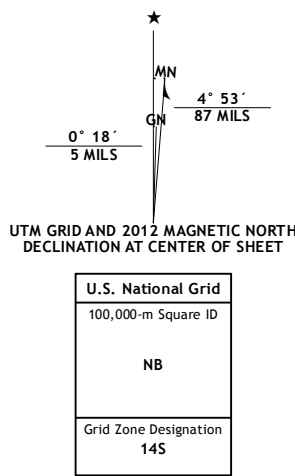 ★
MN
GN
4° 53´
87 MILS
0° 18´
5 MILS
UTM GRID AND 2012 MAGNETIC NORTH
DECLINATION AT CENTER OF SHEET
U.S. National Grid
100,000-m Square ID
NB
Grid Zone Designation
14S